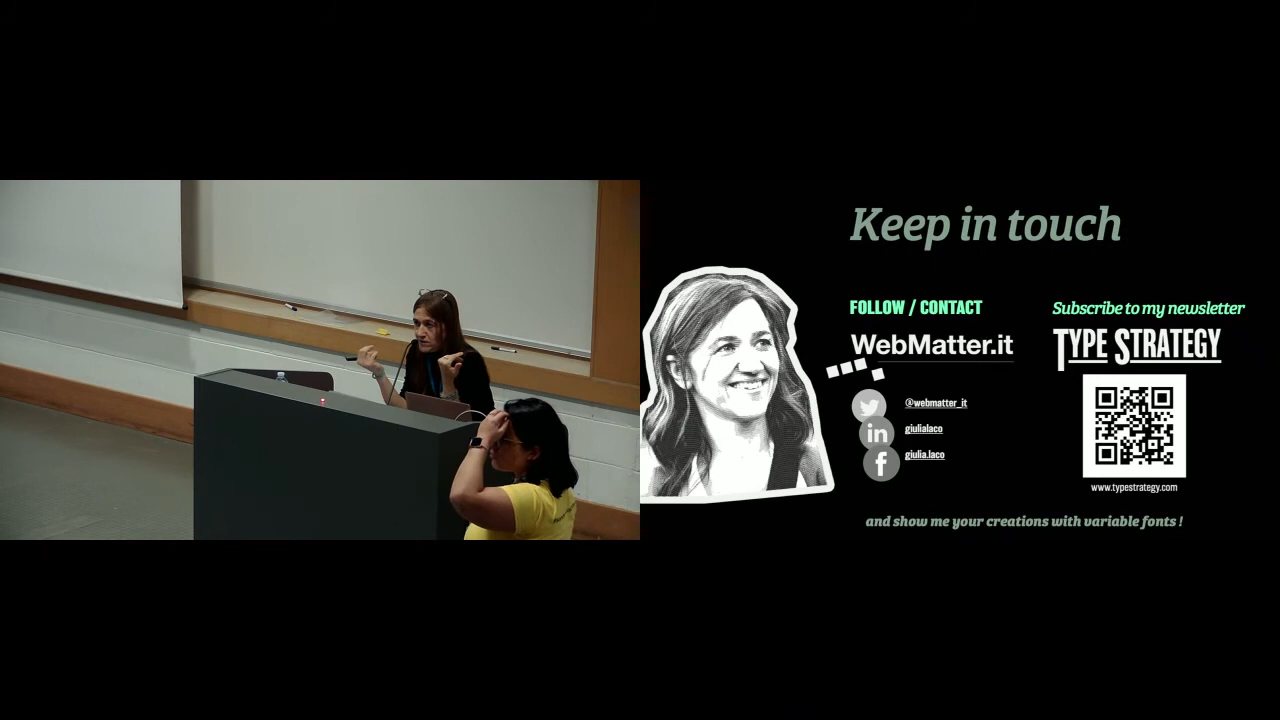 Keep in touch
FOLLOW / CONTACT
WebMatter.it
@webmatter_it
giulialaco
giulia.laco
Subscribe to my newsletter
TYPE STRATEGY
www.typestrategy.com
and show me your creations with variable fonts !